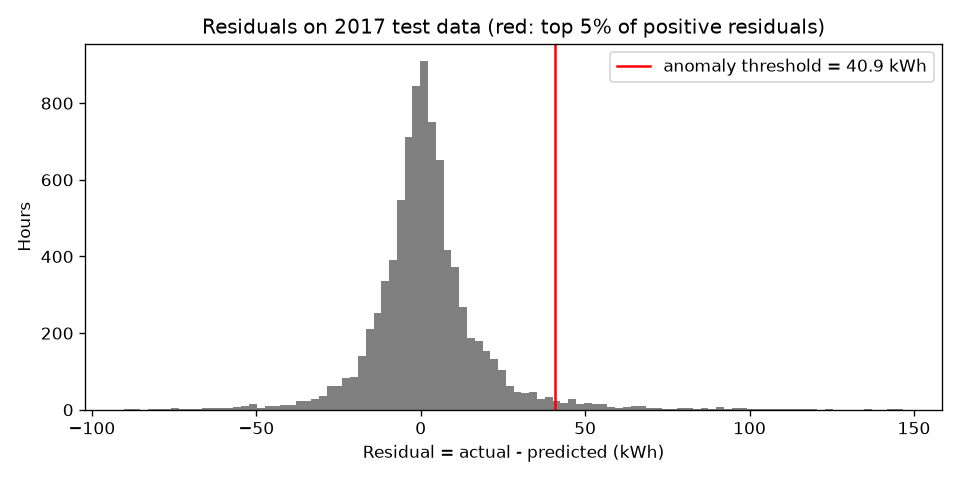 Residuals on 2017 test data (red: top 5% of positive residuals)
anomaly threshold = 40.9 kWh
800
600
400
200
0
Hours
−100
−50
0
50
100
150
Residual = actual - predicted (kWh)